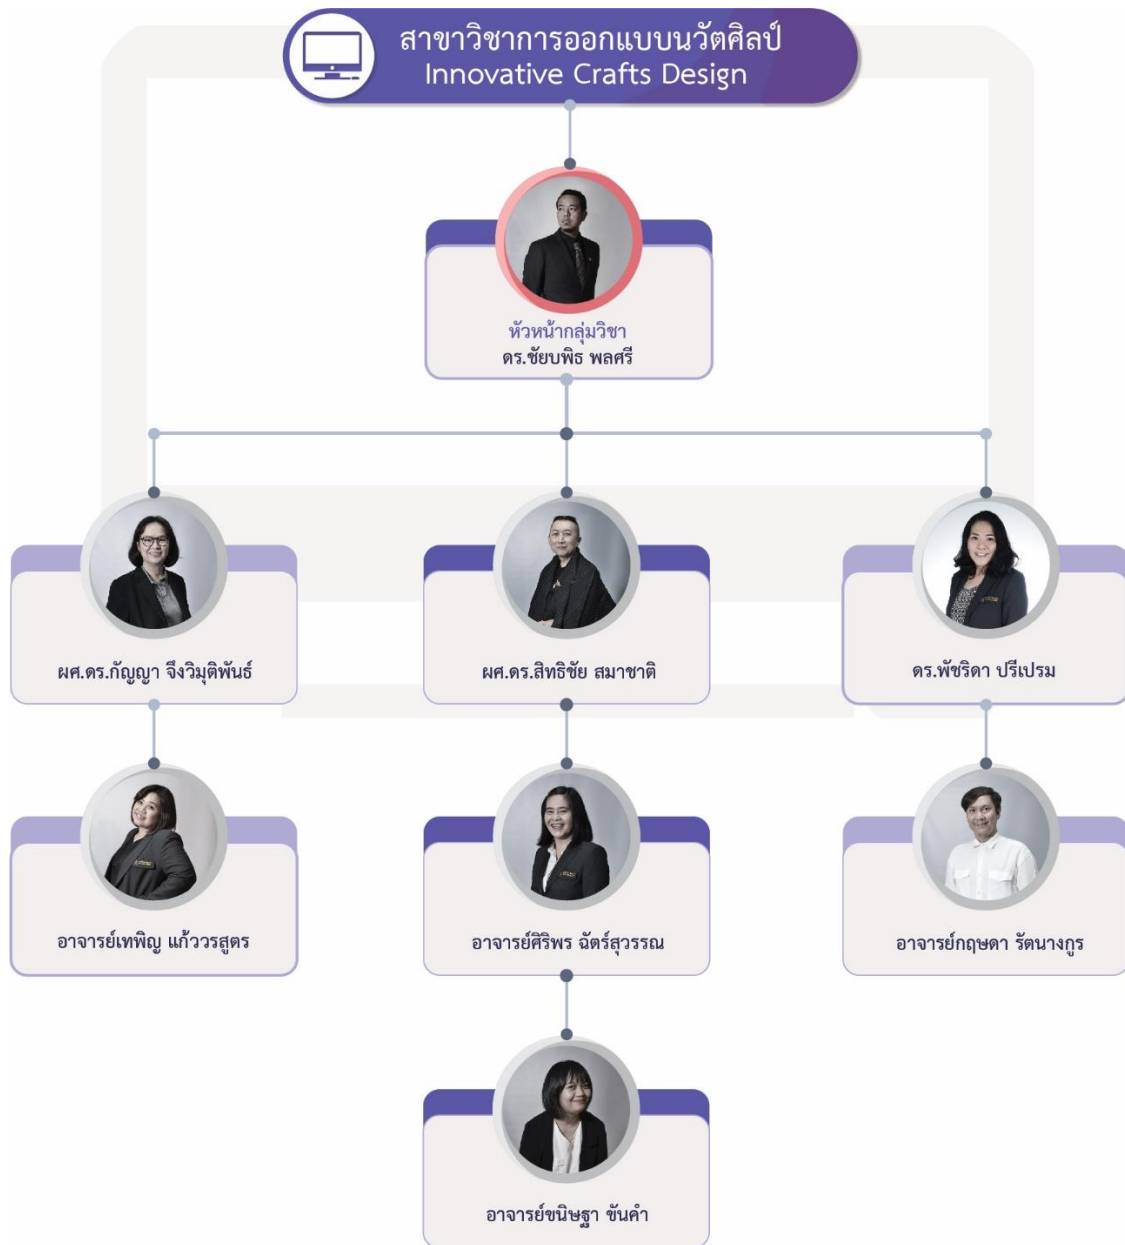 สาขาวิชาการออกแบบนวัตศิลป์
Innovative Crafts Design
หัวหน้ากลุ่มวิชา
ดร.ชัยบพิธ พลศรี
ผศ.ดร.กัญญา จึงวิมุติพันธ์
ผศ.ดร.สิทธิชัย สมาชาติ
ดร.พัชริดา ปรีเปรม
อาจารย์เทพิญ แก้ววรสูตร
อาจารย์ศิริพร ฉัตร์สุวรรณ
อาจารย์กฤษดา รัตนางกูร
อาจารย์ขนิษฐา ขันคำ